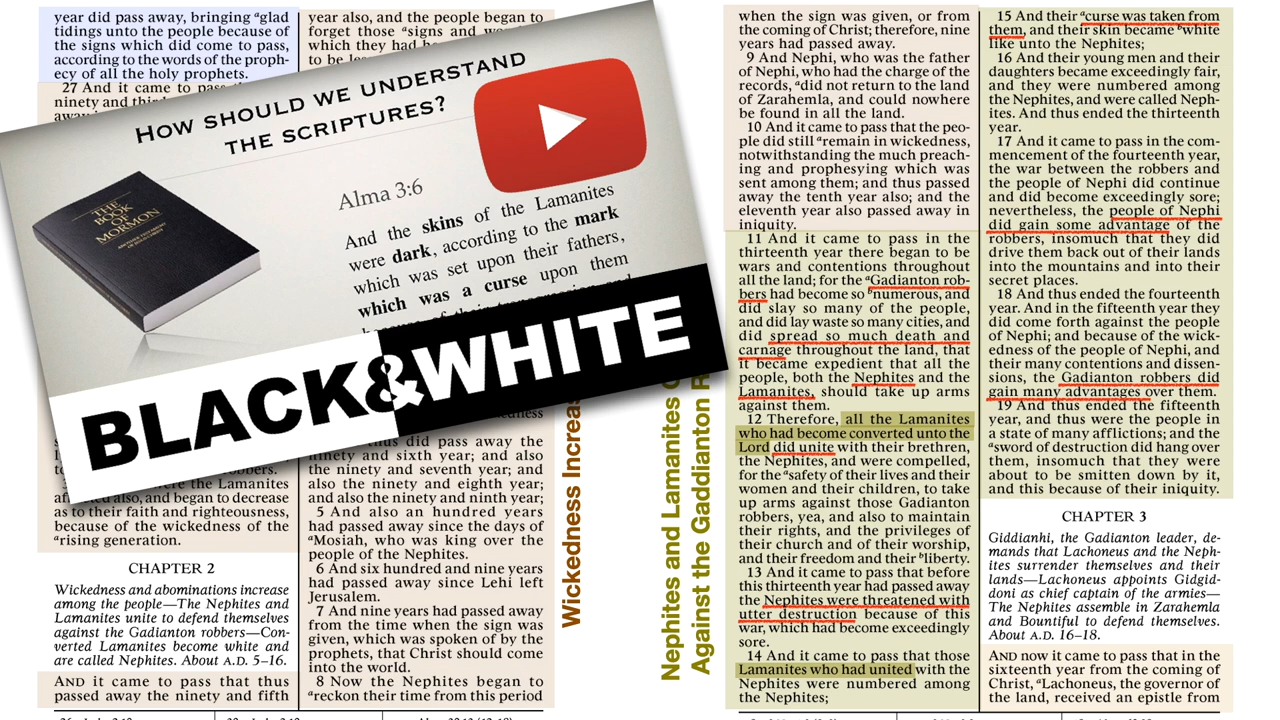 year did pass away, bringing ᵃglad
tidings unto the people because of
the signs which did come to pass,
according to the words of the proph-
ecy of all the holy prophets.
27 And it came to pass
ninety and
away
year also, and the people began to
forget those ᵃsigns and
which they had
to be
HOW SHOULD WE UNDERSTAND
THE SCRIPTURES?
THE
BOOK
OF
MORMON
ANOTHER TESTAMENT
OF JESUS CHRIST
Alma 3:6
And the skins of the Lamanites
were dark, according to the mark
which was set upon their fathers,
which was a curse upon them
BLACK&WHITE
robbers.
were the Lamanites
also, and began to decrease
as to their faith and righteousness,
because of the wickedness of the
ᵃrising generation.
CHAPTER 2
Wickedness and abominations increase
among the people—The Nephites and
Lamanites unite to defend themselves
against the Gadianton robbers—Con-
verted Lamanites become white and
are called Nephites. About A.D. 5–16.
AND it came to pass that thus
passed away the ninety and fifth
did pass away the
ninety and sixth year; and also
the ninety and seventh year; and
also the ninety and eighth year;
and also the ninety and ninth year;
5 And also an hundred years
had passed away since the days of
ᵃMosiah, who was king over the
people of the Nephites.
6 And six hundred and nine years
had passed away since Lehi left
Jerusalem.
7 And nine years had passed away
from the time when the sign was
given, which was spoken of by the
prophets, that Christ should come
into the world.
8 Now the Nephites began to
ᵃreckon their time from this period
Wickedness
Nephites and Lamanites
Against the Gaddianton
when the sign was given, or from
the coming of Christ; therefore, nine
years had passed away.
9 And Nephi, who was the father
of Nephi, who had the charge of the
records, ᵃdid not return to the land
of Zarahemla, and could nowhere
be found in all the land.
10 And it came to pass that the peo-
ple did still ᵃremain in wickedness,
notwithstanding the much preach-
ing and prophesying which was
sent among them; and thus passed
away the tenth year also; and the
eleventh year also passed away in
iniquity.
11 And it came to pass in the
thirteenth year there began to be
wars and contentions throughout
all the land; for the ᵃGadianton rob-
bers had become so ᵇnumerous, and
did slay so many of the people,
and did lay waste so many cities, and
did spread so much death and
carnage throughout the land, that
it became expedient that all the
people, both the Nephites and the
Lamanites, should take up arms
against them.
12 Therefore, all the Lamanites
who had become converted unto the
Lord did unite with their brethren,
the Nephites, and were compelled,
for the ᵃsafety of their lives and their
women and their children, to take
up arms against those Gadianton
robbers, yea, and also to maintain
their rights, and the privileges of
their church and of their worship,
and their freedom and their ᵇliberty.
13 And it came to pass that before
this thirteenth year had passed away
the Nephites were threatened with
utter destruction because of this
war, which had become exceedingly
sore.
14 And it came to pass that those
Lamanites who had united with the
Nephites were numbered among
the Nephites;
15 And their ᵃcurse was taken from
them, and their skin became ᵇwhite
like unto the Nephites;
16 And their young men and their
daughters became exceedingly fair,
and they were numbered among
the Nephites, and were called Neph-
ites. And thus ended the thirteenth
year.
17 And it came to pass in the com-
mencement of the fourteenth year,
the war between the robbers and
the people of Nephi did continue
and did become exceedingly sore;
nevertheless, the people of Nephi
did gain some advantage of the
robbers, insomuch that they did
drive them back out of their lands
into the mountains and into their
secret places.
18 And thus ended the fourteenth
year. And in the fifteenth year they
did come forth against the people
of Nephi; and because of the wick-
edness of the people of Nephi, and
their many contentions and dissen-
sions, the Gadianton robbers did
gain many advantages over them.
19 And thus ended the fifteenth
year, and thus were the people in
a state of many afflictions; and the
ᵃsword of destruction did hang over
them, insomuch that they were
about to be smitten down by it,
and this because of their iniquity.
CHAPTER 3
Giddianhi, the Gadianton leader, de-
mands that Lachoneus and the Neph-
ites surrender themselves and their
lands—Lachoneus appoints Gidgid-
doni as chief captain of the armies—
The Nephites assemble in Zarahemla
and Bountiful to defend themselves.
About A.D. 16–18.
AND now it came to pass that in the
sixteenth year from the coming of
Christ, ᵃLachoneus, the governor of
the land, received an epistle from